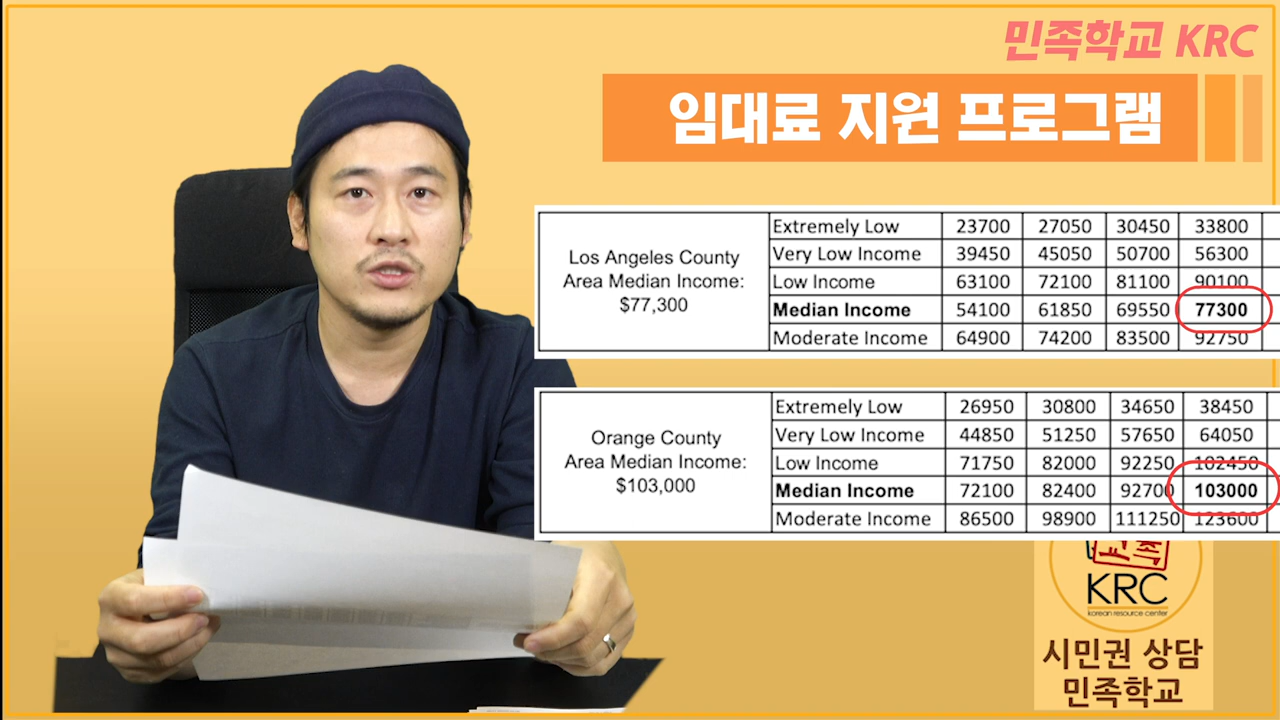 민족학교 KRC
임대료 지원 프로그램
Los Angeles County
Area Median Income:
$77,300
Extremely Low 23700 27050 30450 33800
Very Low Income 39450 45050 50700 56300
Low Income 63100 72100 81100 90100
Median Income 54100 61850 69550 77300
Moderate Income 64900 74200 83500 92750
Orange County
Area Median Income:
$103,000
Extremely Low 26950 30800 34650 38450
Very Low Income 44850 51250 57650 64050
Low Income 71750 82000 92250 102450
Median Income 72100 82400 92700 103000
Moderate Income 86500 98900 111250 123600
교족
KRC
korean resource center
시민권 상담
민족학교